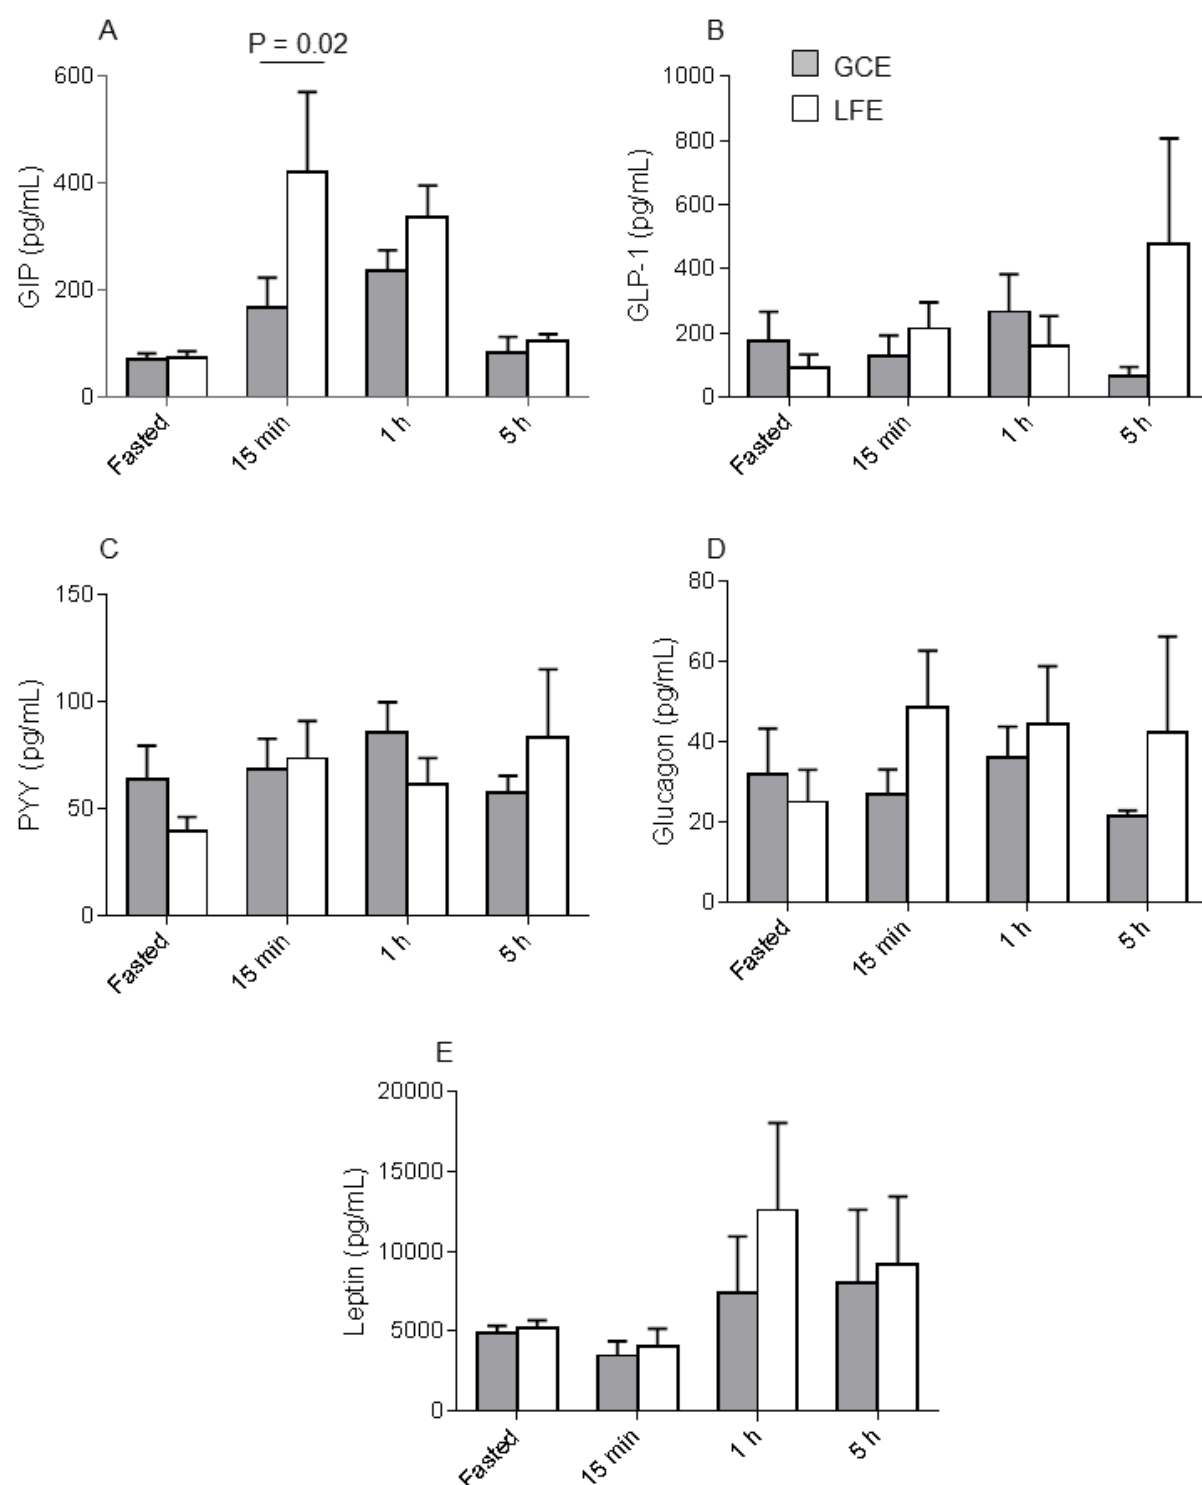 A
P = 0.02
600
400
200
0
GIP (pg/mL)
Fasted
15 min
1 h
5 h
B
GCE
LFE
1000
800
600
400
200
0
GLP-1 (pg/mL)
Fasted
15 min
1 h
5 h
C
150
100
50
0
PYY (pg/mL)
Fasted
15 min
1 h
5 h
D
80
60
40
20
0
Glucagon (pg/mL)
Fasted
15 min
1 h
5 h
E
20000
15000
10000
5000
0
Leptin (pg/mL)
Fasted
15 min
1 h
5 h